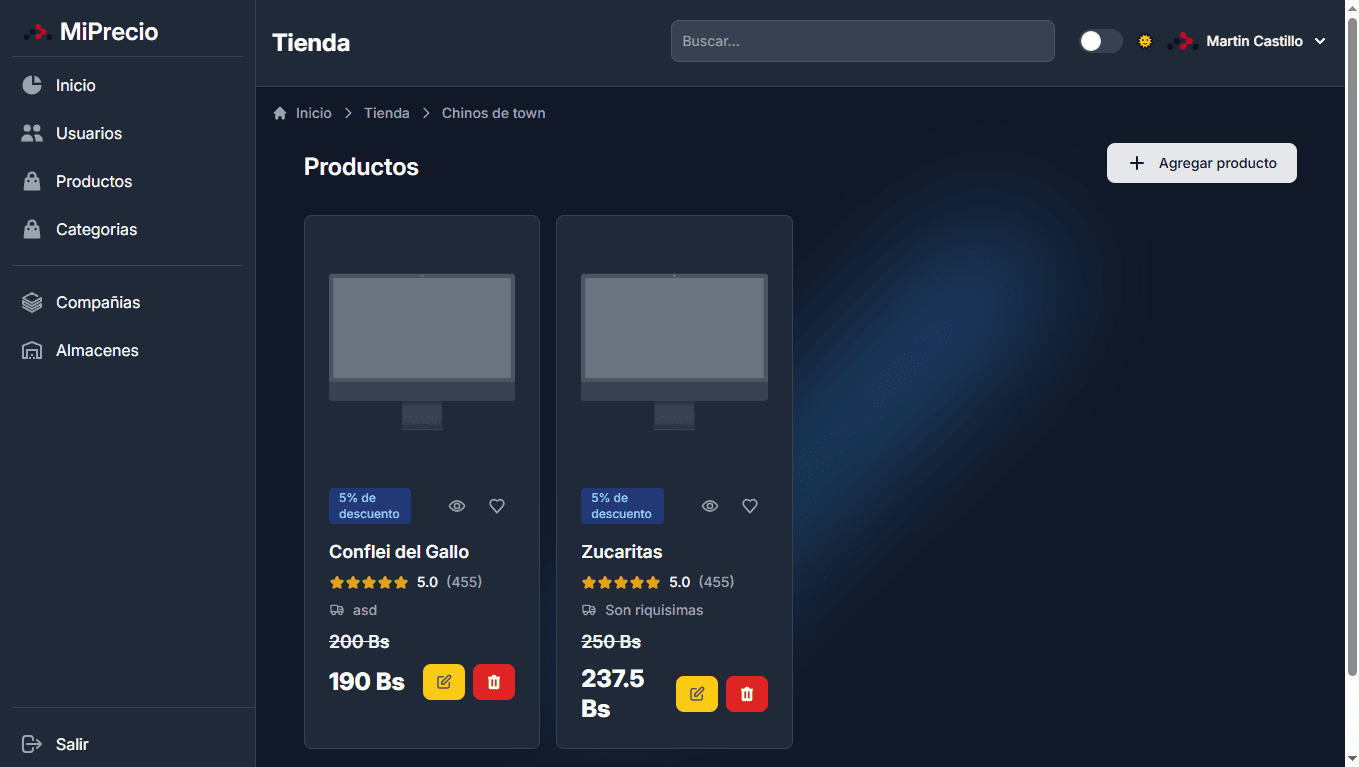 MiPrecio
Inicio
Usuarios
Productos
Categorias
Compañias
Almacenes
Salir
Tienda
Buscar...
Martin Castillo
Inicio
Tienda
Chinos de town
Productos
Agregar producto
5% de
descuento
Conflei del Gallo
5.0 (455)
asd
200 Bs
190 Bs
5% de
descuento
Zucaritas
5.0 (455)
Son riquisimas
250 Bs
237.5
Bs